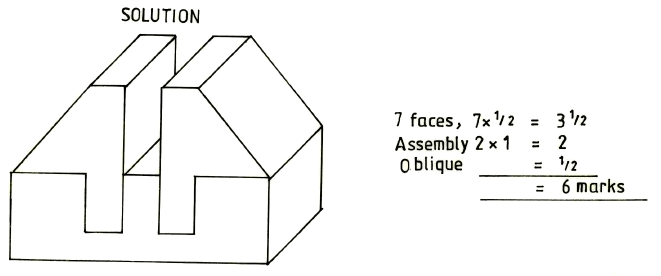 SOLUTION
7 faces, 7×1/2 = 3 1/2
Assembly 2×1 = 2
Oblique = 1/2
= 6 marks